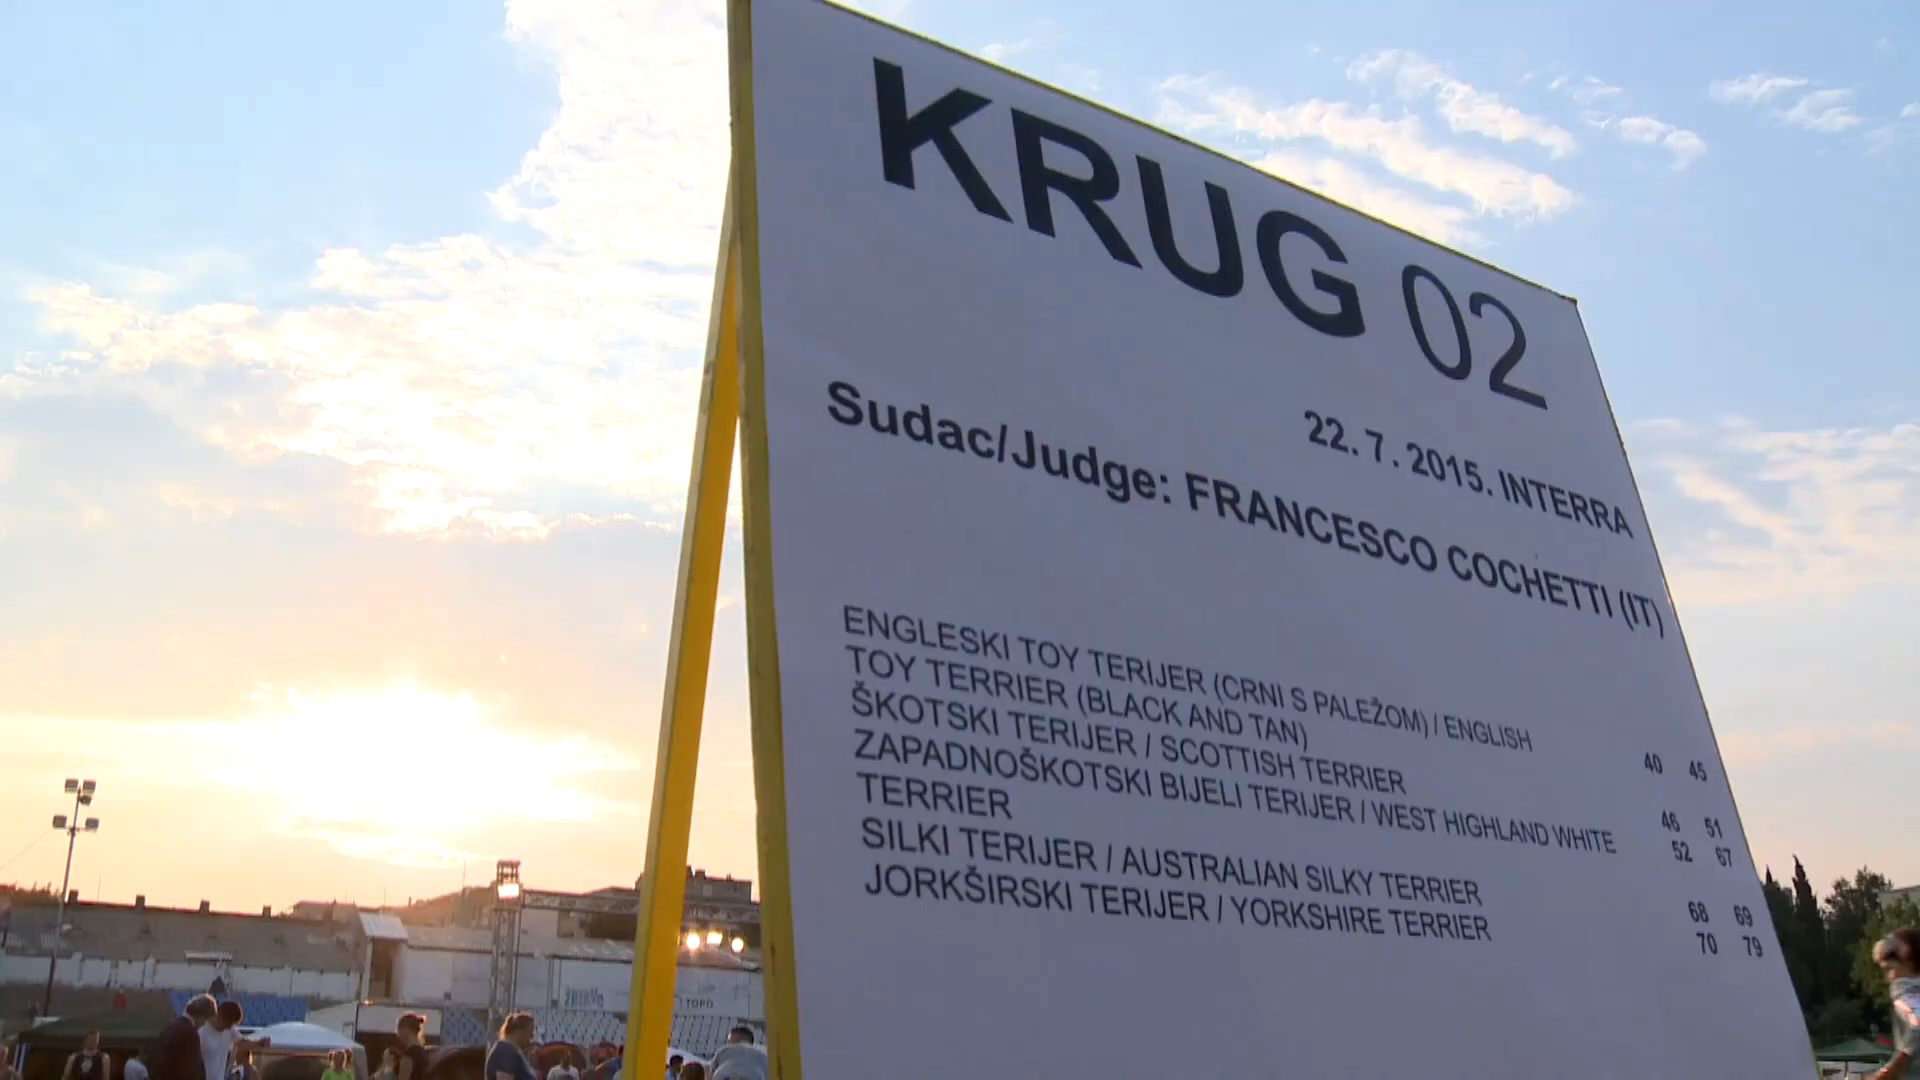 KRUG 02
22. 7. 2015. INTERRA
Sudac/Judge: FRANCESCO COCHETTI (IT)
ENGLESKI TOY TERIJER (CRNI S PALEŽOM) / ENGLISH
TOY TERRIER (BLACK AND TAN) 40 45
ŠKOTSKI TERIJER / SCOTTISH TERRIER 46 51
ZAPADNOŠKOTSKI BIJELI TERIJER / WEST HIGHLAND WHITE 52 67
TERRIER
SILKI TERIJER / AUSTRALIAN SILKY TERRIER 68 69
JORKŠIRSKI TERIJER / YORKSHIRE TERRIER 70 79